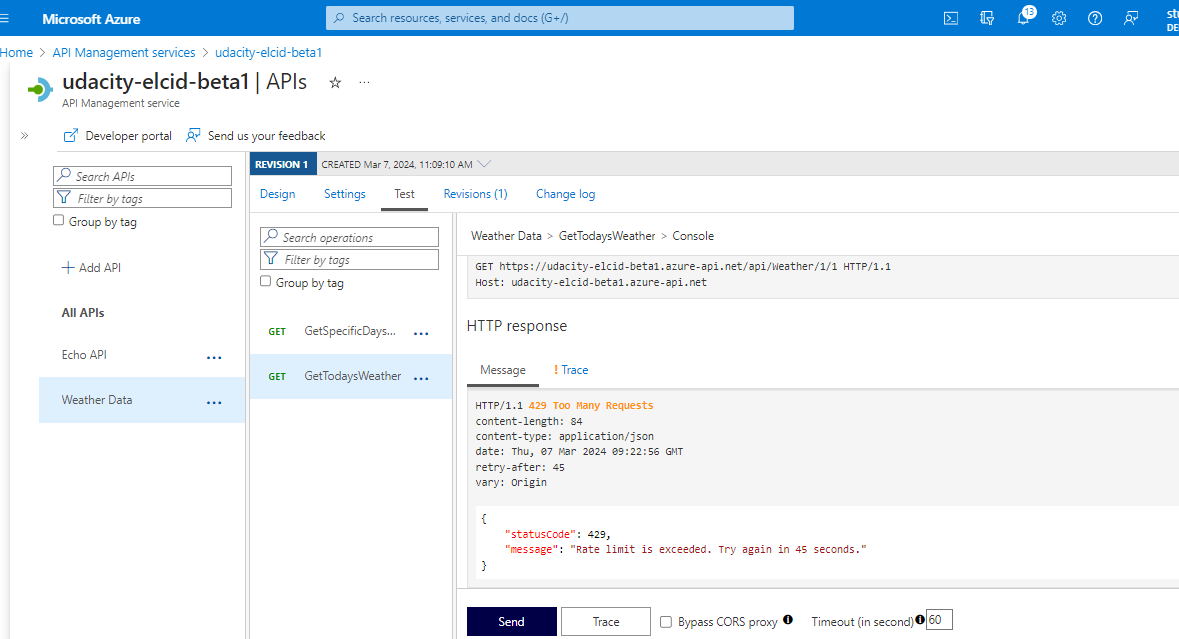 Microsoft Azure
Search resources, services, and docs (G+/)
13
Home > API Management services > udacity-elcid-beta1
udacity-elcid-beta1 | APIs
API Management service
Developer portal
Send us your feedback
Search APIs
Filter by tags
Group by tag
Add API
All APIs
Echo API
Weather Data
REVISION 1
CREATED Mar 7, 2024, 11:09:10 AM
Design
Settings
Test
Revisions (1)
Change log
Search operations
Filter by tags
Group by tag
GET GetSpecificDays...
GET GetTodaysWeather
Weather Data > GetTodaysWeather > Console
GET https://udacity-elcid-beta1.azure-api.net/api/Weather/1/1 HTTP/1.1
Host: udacity-elcid-beta1.azure-api.net
HTTP response
Message
! Trace
HTTP/1.1 429 Too Many Requests
content-length: 84
content-type: application/json
date: Thu, 07 Mar 2024 09:22:56 GMT
retry-after: 45
vary: Origin
{
"statusCode": 429,
"message": "Rate limit is exceeded. Try again in 45 seconds."
}
Send
Trace
Bypass CORS proxy
Timeout (in second)
60